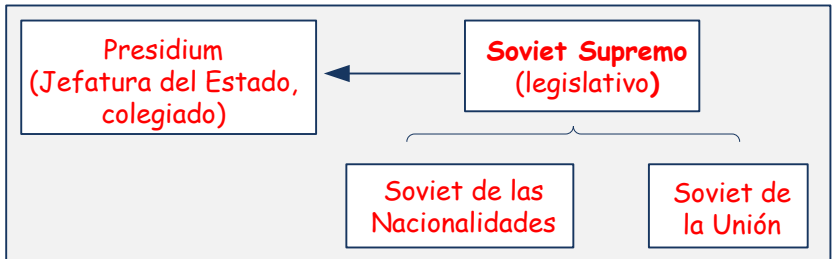 Presidium
(Jefatura del Estado,
colegiado)
Soviet Supremo
(legislativo)
Soviet de las
Nacionalidades
Soviet de
la Unión